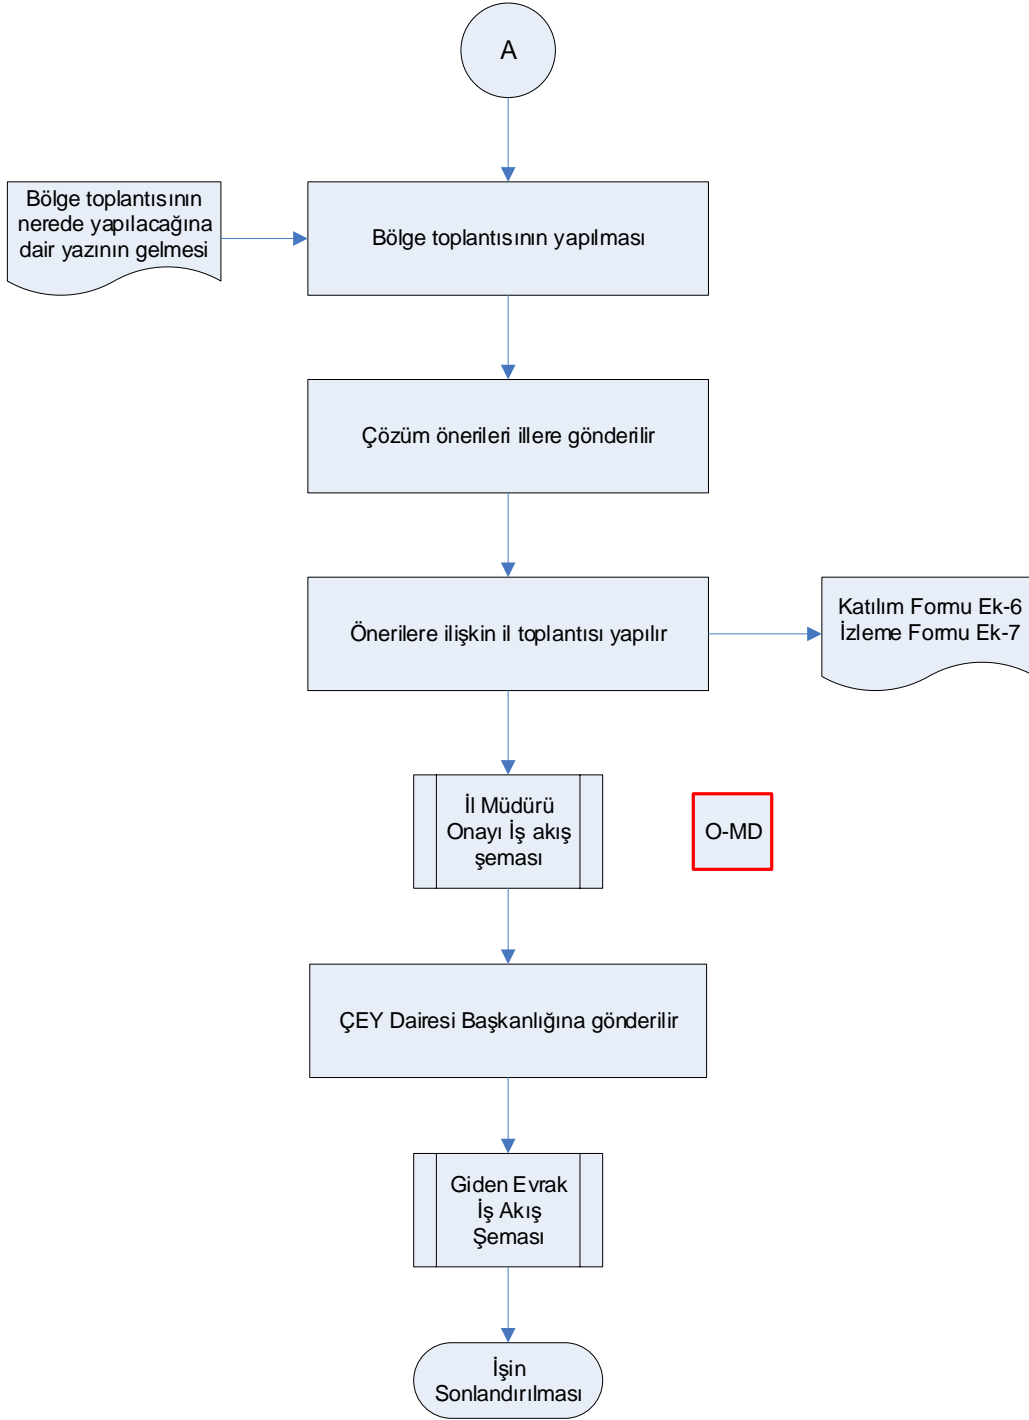 A
Bölge toplantısının
nerede yapılacağına
dair yazının gelmesi
Bölge toplantısının yapılması
Çözüm önerileri illere gönderilir
Önerilere ilişkin il toplantısı yapılır
Katılım Formu Ek-6
İzleme Formu Ek-7
İl Müdürü
Onayı İş akış
şeması
O-MD
ÇEY Dairesi Başkanlığına gönderilir
Giden Evrak
İş Akış
Şeması
İşin
Sonlandırılması